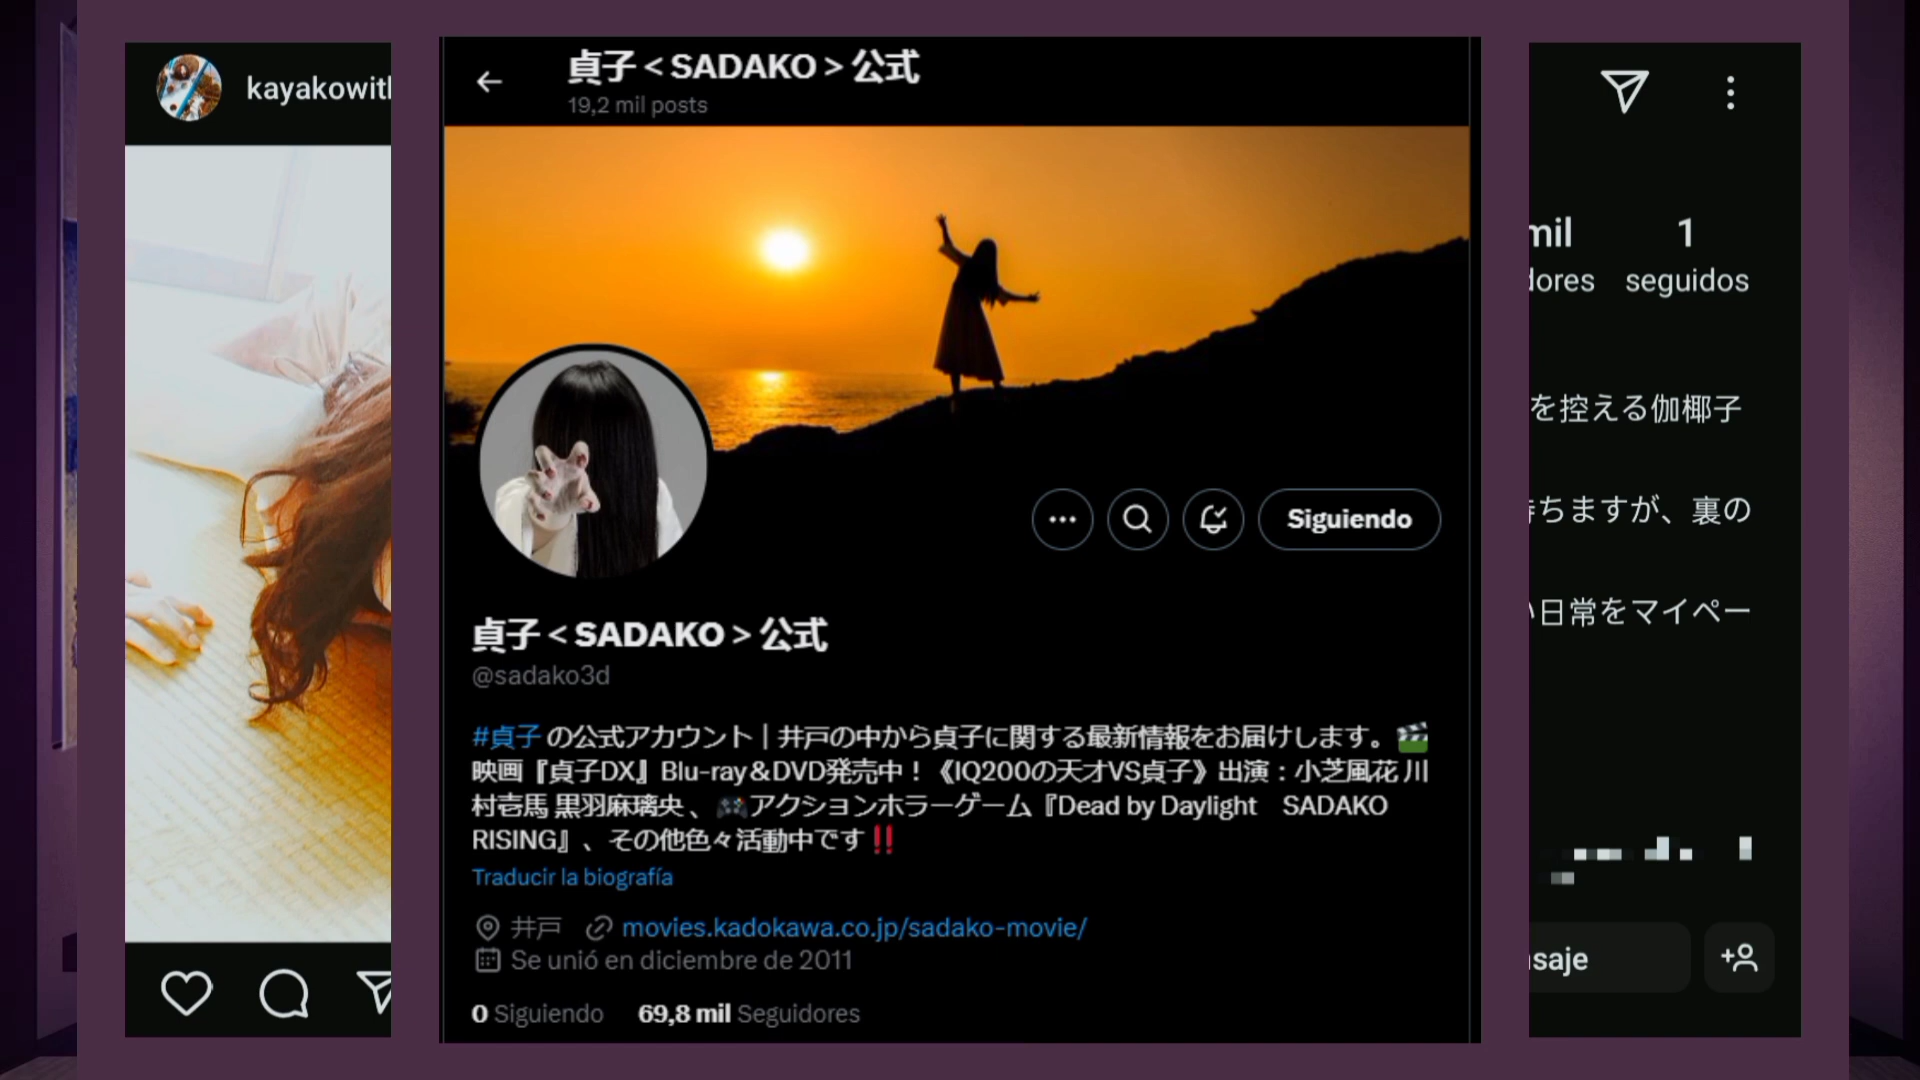 kayakowit
貞子＜SADAKO＞公式
19,2 mil posts
Siguiendo
貞子＜SADAKO＞公式
@sadako3d
#貞子 の公式アカウント｜井戸の中から貞子に関する最新情報をお届けします。🎬
映画『貞子DX』Blu-ray＆DVD発売中！《IQ200の天才VS貞子》出演：小芝風花 川
村壱馬 黒羽麻璃央 、🎮アクションホラーゲーム『Dead by Daylight　SADAKO
RISING』、その他色々活動中です‼️
Traducir la biografía
井戸 movies.kadokawa.co.jp/sadako-movie/
Se unió en diciembre de 2011
0 Siguiendo 69,8 mil Seguidores
mil 1
dores seguidos
を控える伽椰子
ちますが、裏の
日常をマイペー
saje